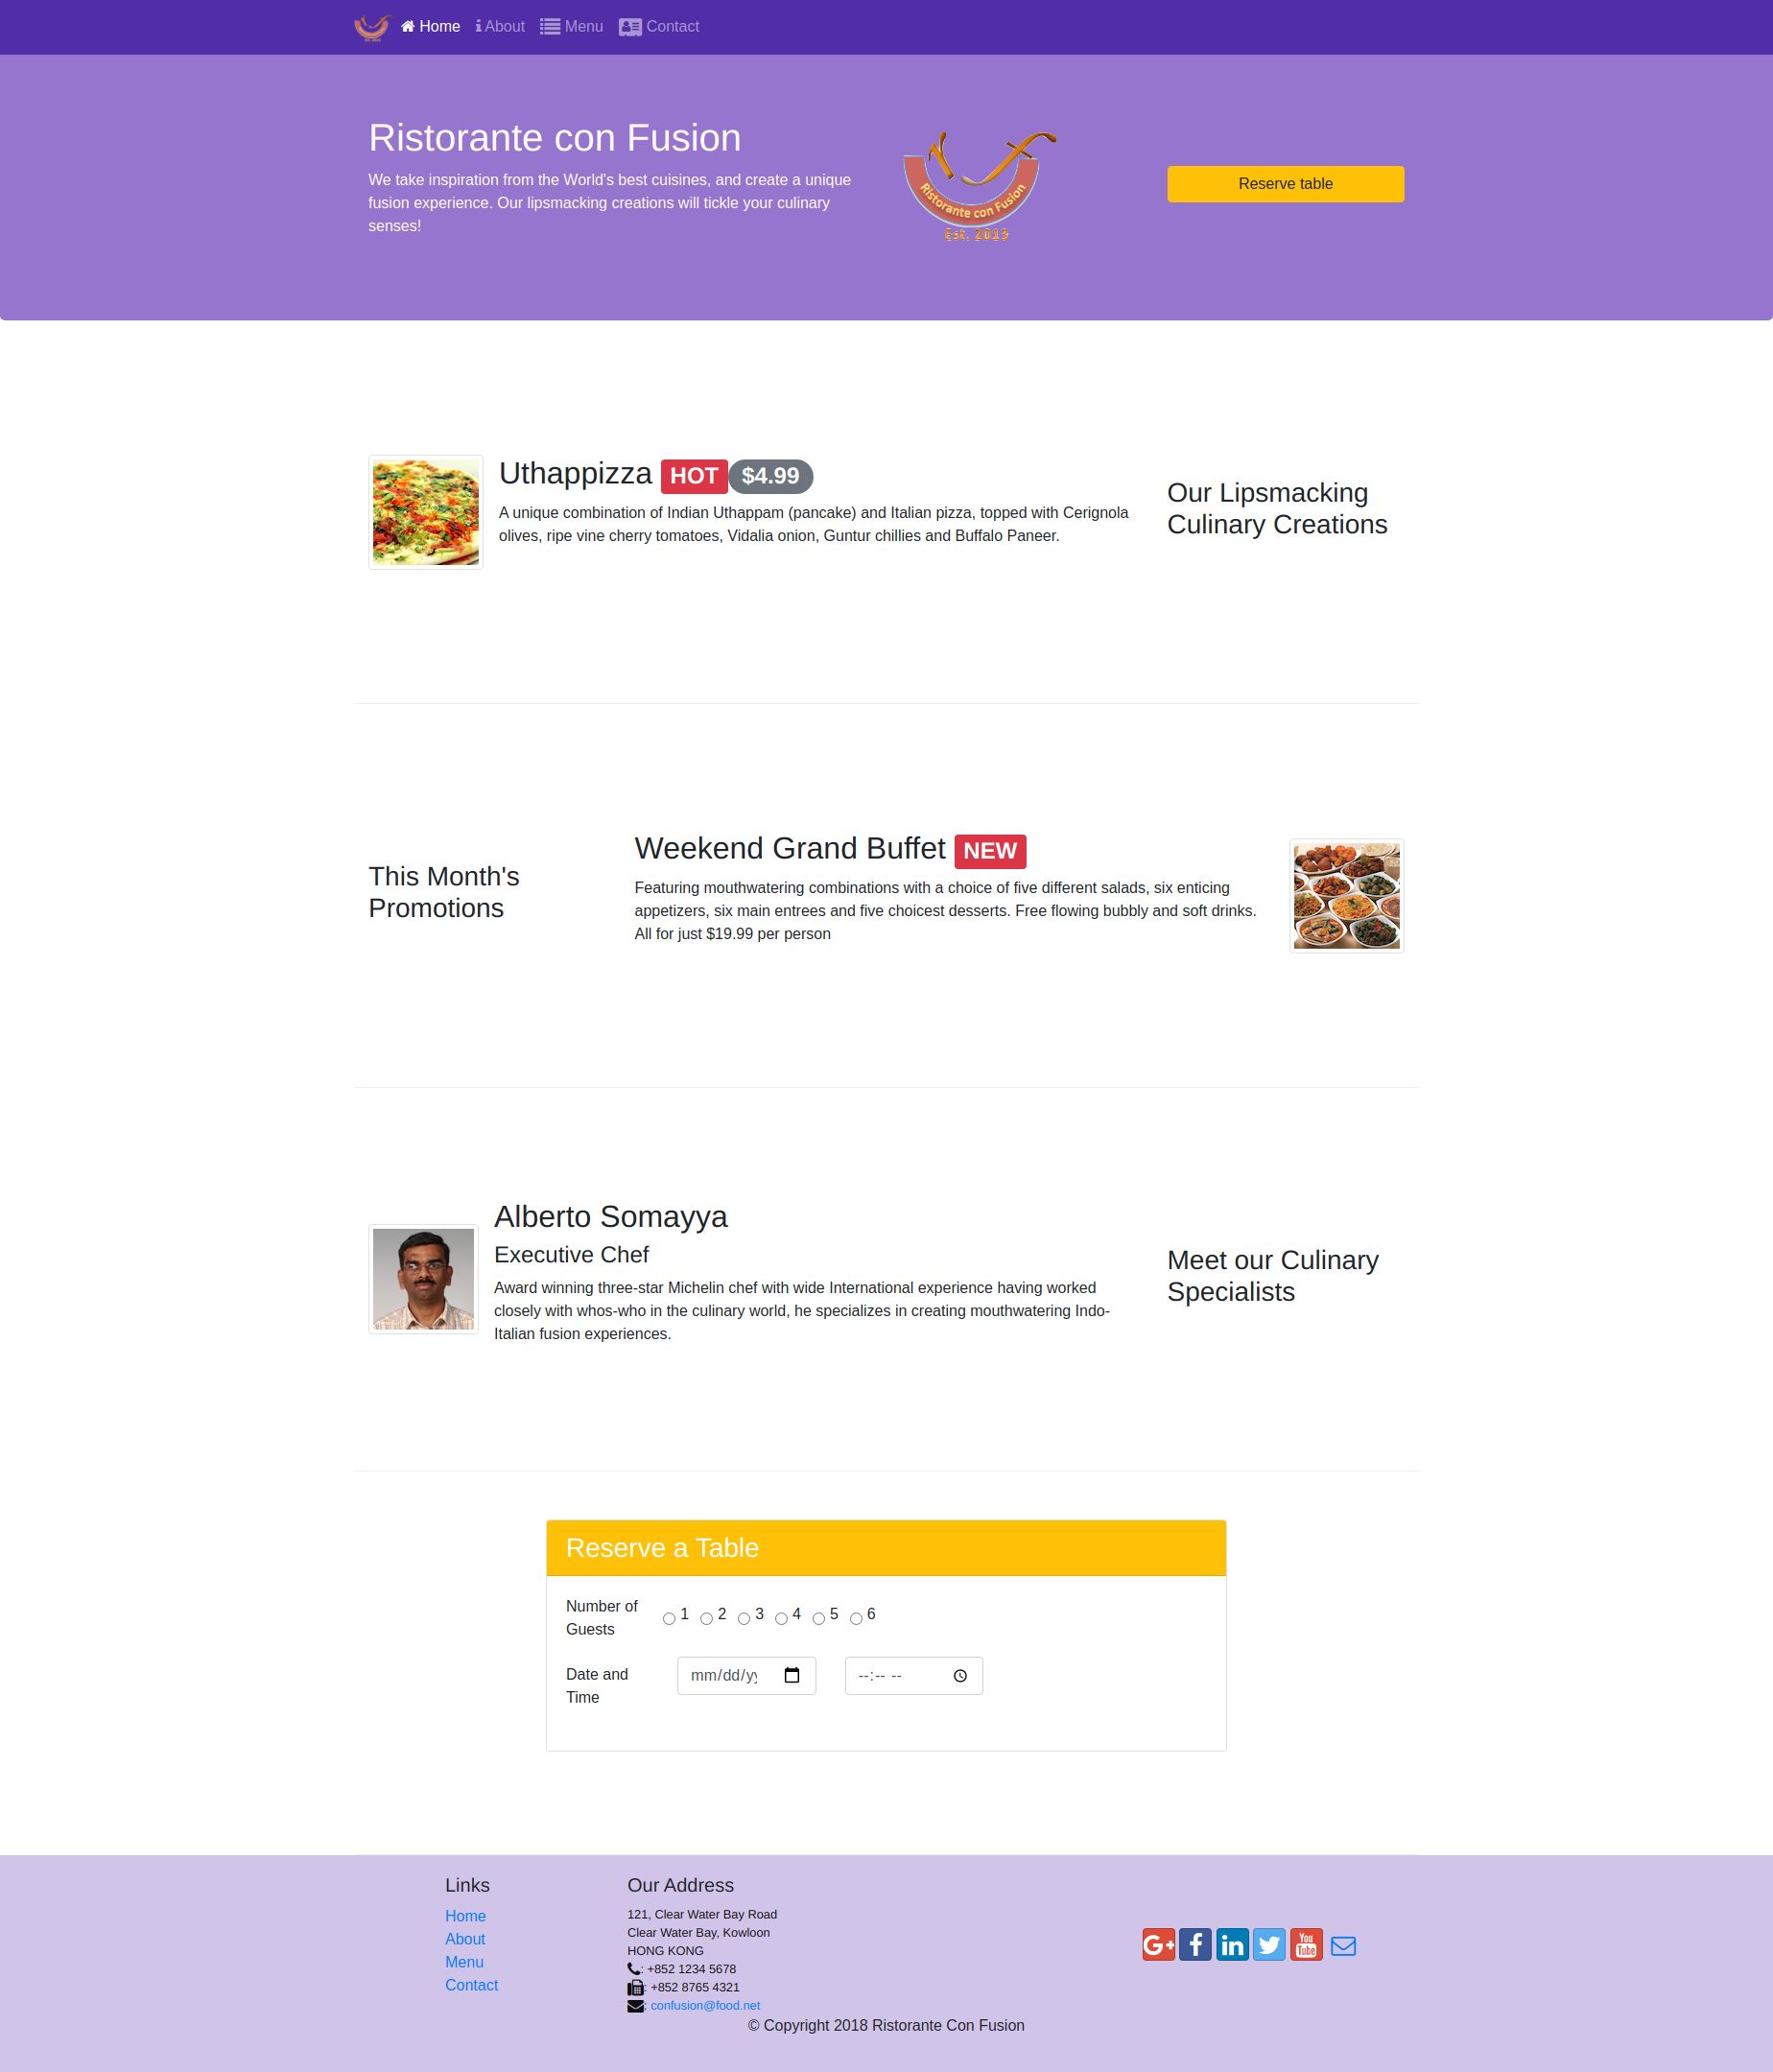 Home About Menu Contact
Ristorante con Fusion
We take inspiration from the World's best cuisines, and create a unique
fusion experience. Our lipsmacking creations will tickle your culinary
senses!
Ristorante con Fusion
Est. 2013
Reserve table
Uthappizza HOT $4.99
A unique combination of Indian Uthappam (pancake) and Italian pizza, topped with Cerignola
olives, ripe vine cherry tomatoes, Vidalia onion, Guntur chillies and Buffalo Paneer.
Our Lipsmacking
Culinary Creations
This Month's
Promotions
Weekend Grand Buffet NEW
Featuring mouthwatering combinations with a choice of five different salads, six enticing
appetizers, six main entrees and five choicest desserts. Free flowing bubbly and soft drinks.
All for just $19.99 per person
Alberto Somayya
Executive Chef
Award winning three-star Michelin chef with wide International experience having worked
closely with whos-who in the culinary world, he specializes in creating mouthwatering Indo-
Italian fusion experiences.
Meet our Culinary
Specialists
Reserve a Table
Number of
Guests
1 2 3 4 5 6
Date and
Time
mm/dd/yy
--:-- --
Links
Home
About
Menu
Contact
Our Address
121, Clear Water Bay Road
Clear Water Bay, Kowloon
HONG KONG
: +852 1234 5678
: +852 8765 4321
: confusion@food.net
G+ f in You Tube
© Copyright 2018 Ristorante Con Fusion